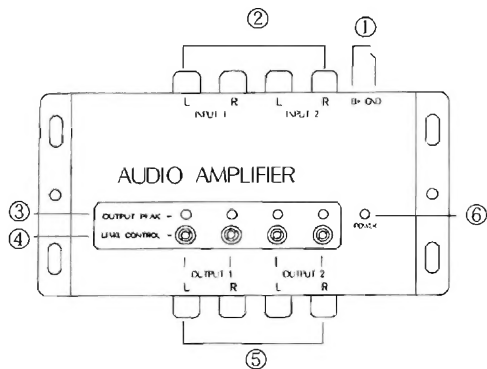 ② ①
L R L R B+ GND
INPUT 1 INPUT 2
AUDIO AMPLIFIER
③ OUTPUT PEAK -
④ LEVEL CONTROL - POWER ⑥
OUTPUT 1 OUTPUT 2
L R L R
⑤